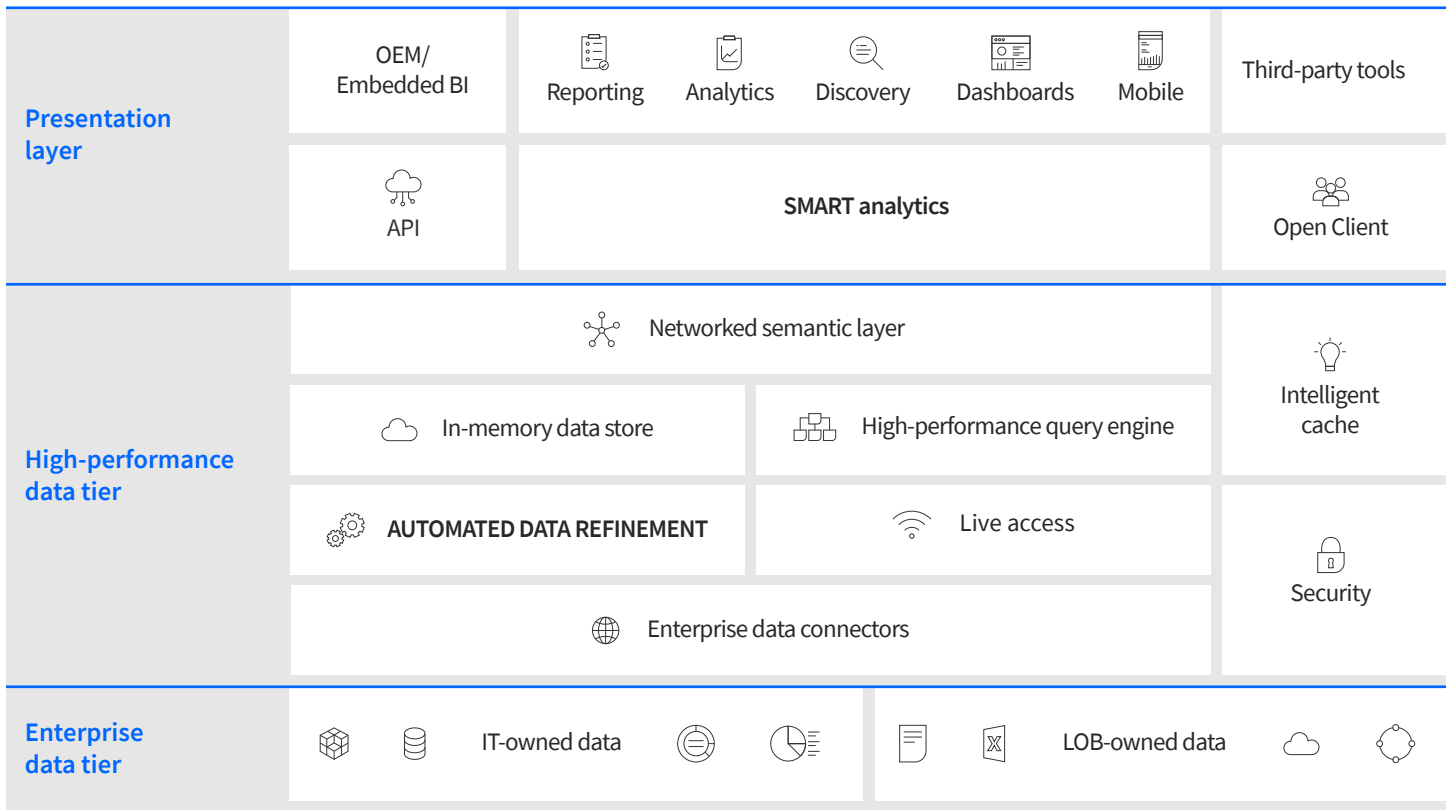 Presentation
layer
OEM/
Embedded BI
Reporting
Analytics
Discovery
Dashboards
Mobile
Third-party tools
API
SMART analytics
Open Client
High-performance
data tier
Networked semantic layer
Intelligent
cache
In-memory data store
High-performance query engine
AUTOMATED DATA REFINEMENT
Live access
Security
Enterprise data connectors
Enterprise
data tier
IT-owned data
X
LOB-owned data